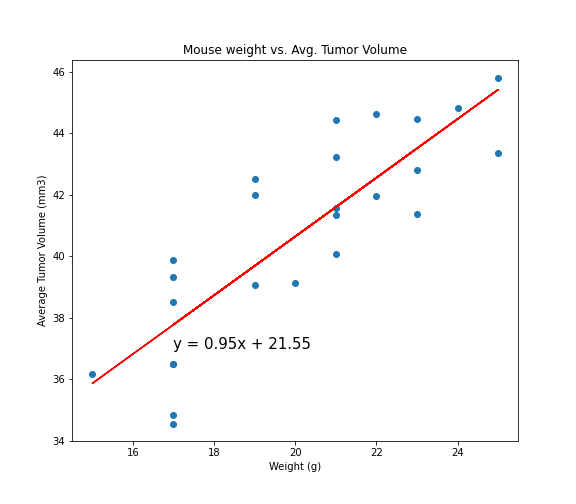 Mouse weight vs. Avg. Tumor Volume
46
44
42
40
38
36
34
Average Tumor Volume (mm3)
y = 0.95x + 21.55
16 18 20 22 24
Weight (g)